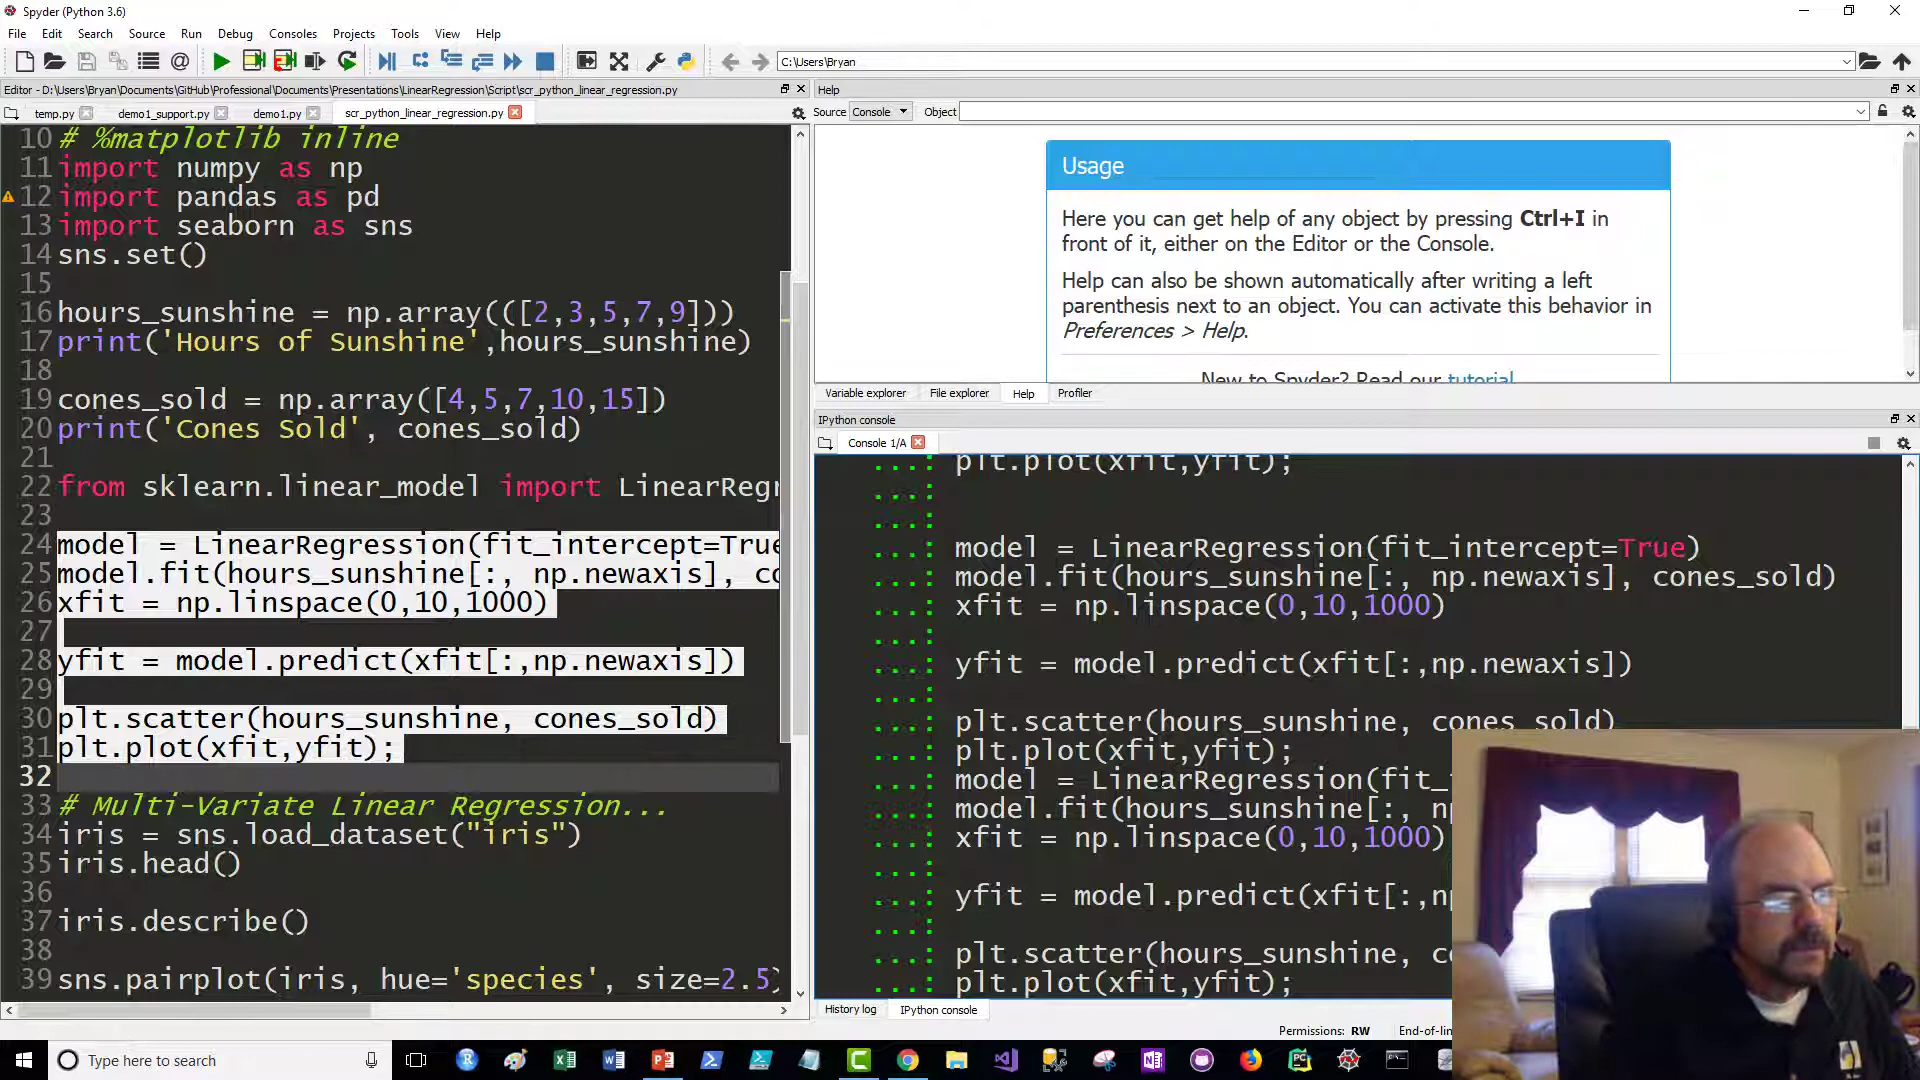 Spyder (Python 3.6)
File Edit Search Source Run Debug Consoles Projects Tools View Help
C:\Users\Bryan
Editor - D:\Users\Bryan\Documents\GitHub\Professional\Documents\Presentations\LinearRegression\Script\scr_python_linear_regression.py
temp.py demo1_support.py demo1.py scr_python_linear_regression.py
10 # %matplotlib inline
11 import numpy as np
12 import pandas as pd
13 import seaborn as sns
14 sns.set()
15
16 hours_sunshine = np.array(([2,3,5,7,9]))
17 print('Hours of Sunshine',hours_sunshine)
18
19 cones_sold = np.array([4,5,7,10,15])
20 print('Cones Sold', cones_sold)
21
22 from sklearn.linear_model import LinearRegr
23
24 model = LinearRegression(fit_intercept=True
25 model.fit(hours_sunshine[:, np.newaxis], co
26 xfit = np.linspace(0,10,1000)
27
28 yfit = model.predict(xfit[:,np.newaxis])
29
30 plt.scatter(hours_sunshine, cones_sold)
31 plt.plot(xfit,yfit);
32
33 # Multi-Variate Linear Regression...
34 iris = sns.load_dataset("iris")
35 iris.head()
36
37 iris.describe()
38
39 sns.pairplot(iris, hue='species', size=2.5)
Help
Source Console Object
Usage
Here you can get help of any object by pressing Ctrl+I in
front of it, either on the Editor or the Console.
Help can also be shown automatically after writing a left
parenthesis next to an object. You can activate this behavior in
Preferences > Help.
New to Spyder? Read our tutorial
Variable explorer File explorer Help Profiler
IPython console
Console 1/A
...: plt.plot(xfit,yfit);
...:
...:
...: model = LinearRegression(fit_intercept=True)
...: model.fit(hours_sunshine[:, np.newaxis], cones_sold)
...: xfit = np.linspace(0,10,1000)
...:
...: yfit = model.predict(xfit[:,np.newaxis])
...:
...: plt.scatter(hours_sunshine, cones_sold)
...: plt.plot(xfit,yfit);
...: model = LinearRegression(fit_i
...: model.fit(hours_sunshine[:, np
...: xfit = np.linspace(0,10,1000)
...:
...: yfit = model.predict(xfit[:,np
...:
...: plt.scatter(hours_sunshine, co
...: plt.plot(xfit,yfit);
History log IPython console
Permissions: RW End-of-lin
Type here to search